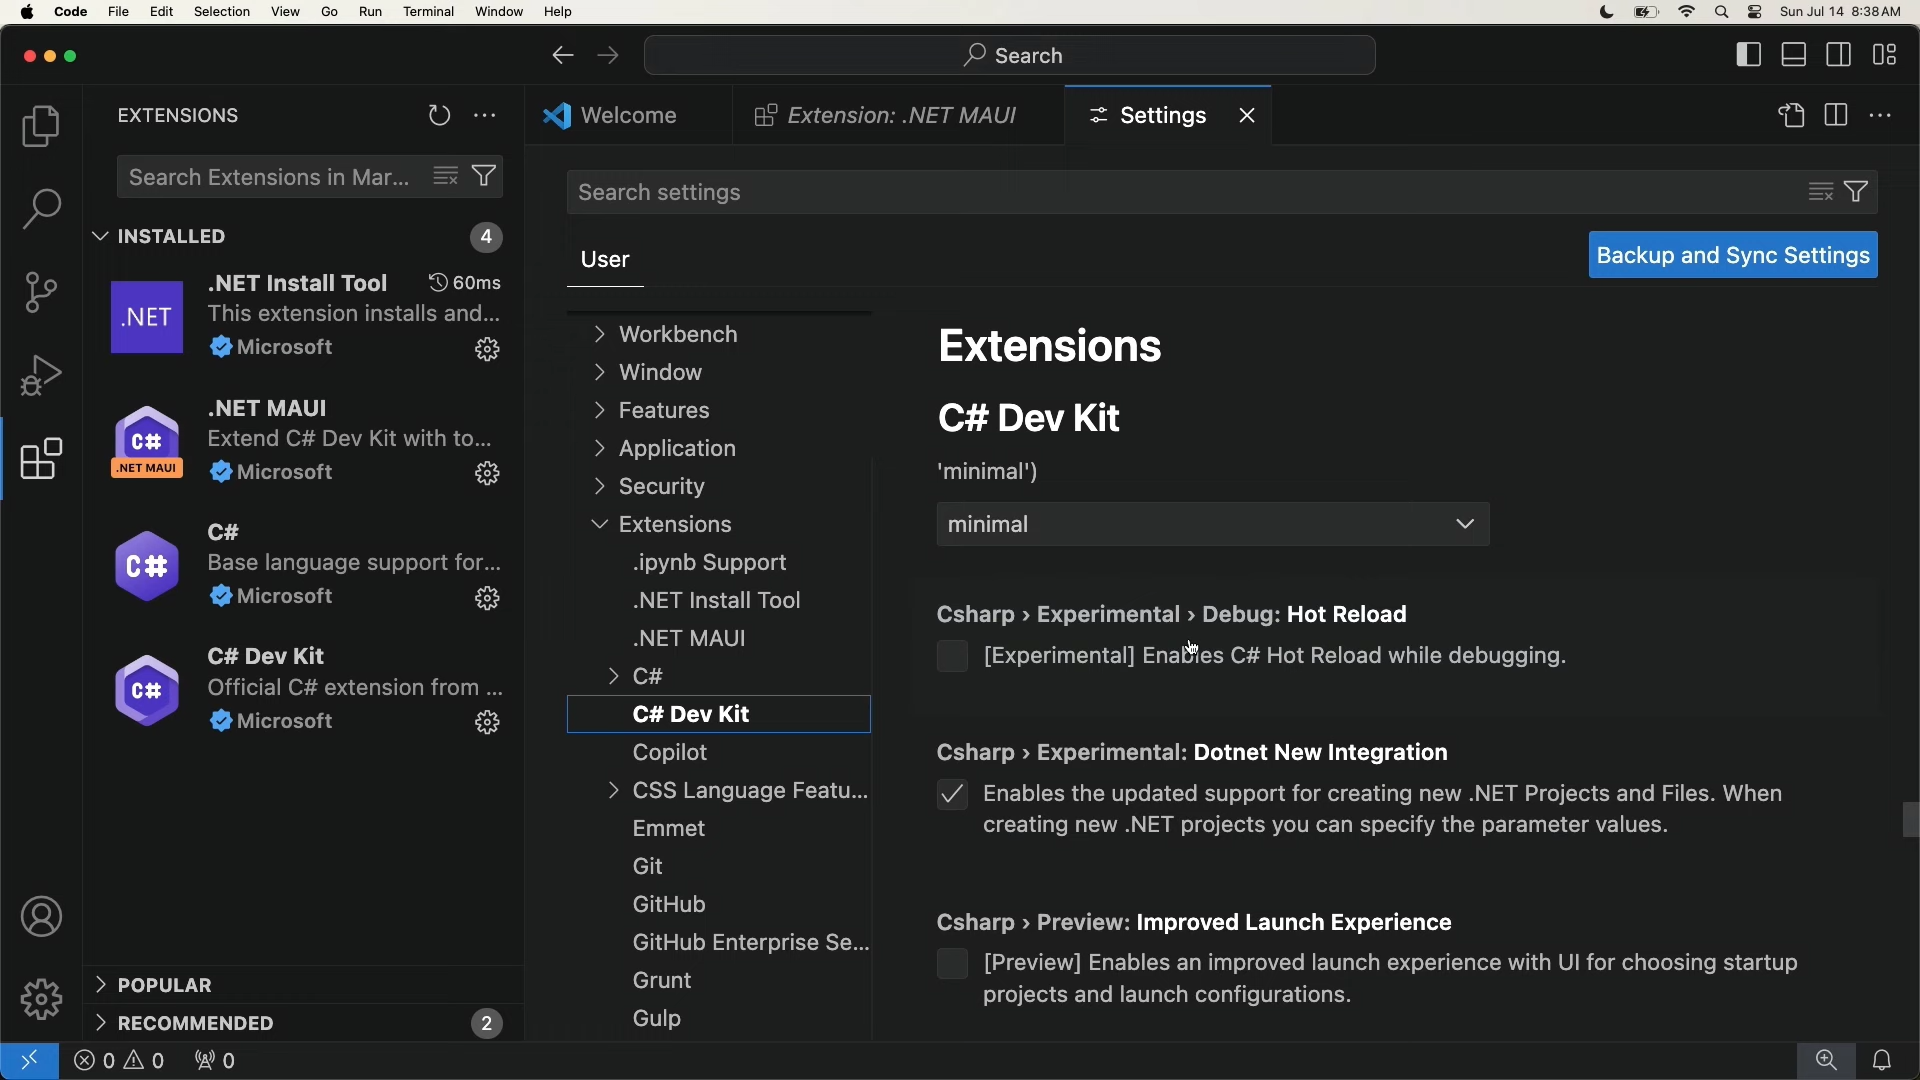 Code File Edit Selection View Go Run Terminal Window Help
Sun Jul 14 8:38 AM
Search
EXTENSIONS
Welcome
Extension: .NET MAUI
Settings
Search Extensions in Mar...
INSTALLED
4
.NET
.NET Install Tool
60ms
This extension installs and...
Microsoft
C#
.NET MAUI
.NET MAUI
Extend C# Dev Kit with to...
Microsoft
C#
C#
Base language support for...
Microsoft
C#
C# Dev Kit
Official C# extension from ...
Microsoft
POPULAR
RECOMMENDED
2
Search settings
User
Backup and Sync Settings
Workbench
Window
Features
Application
Security
Extensions
.ipynb Support
.NET Install Tool
.NET MAUI
C#
C# Dev Kit
Copilot
CSS Language Featu...
Emmet
Git
GitHub
GitHub Enterprise Se...
Grunt
Gulp
Extensions
C# Dev Kit
'minimal')
minimal
Csharp › Experimental › Debug: Hot Reload
[Experimental] Enables C# Hot Reload while debugging.
Csharp › Experimental: Dotnet New Integration
Enables the updated support for creating new .NET Projects and Files. When
creating new .NET projects you can specify the parameter values.
Csharp › Preview: Improved Launch Experience
[Preview] Enables an improved launch experience with UI for choosing startup
projects and launch configurations.
0 0 0